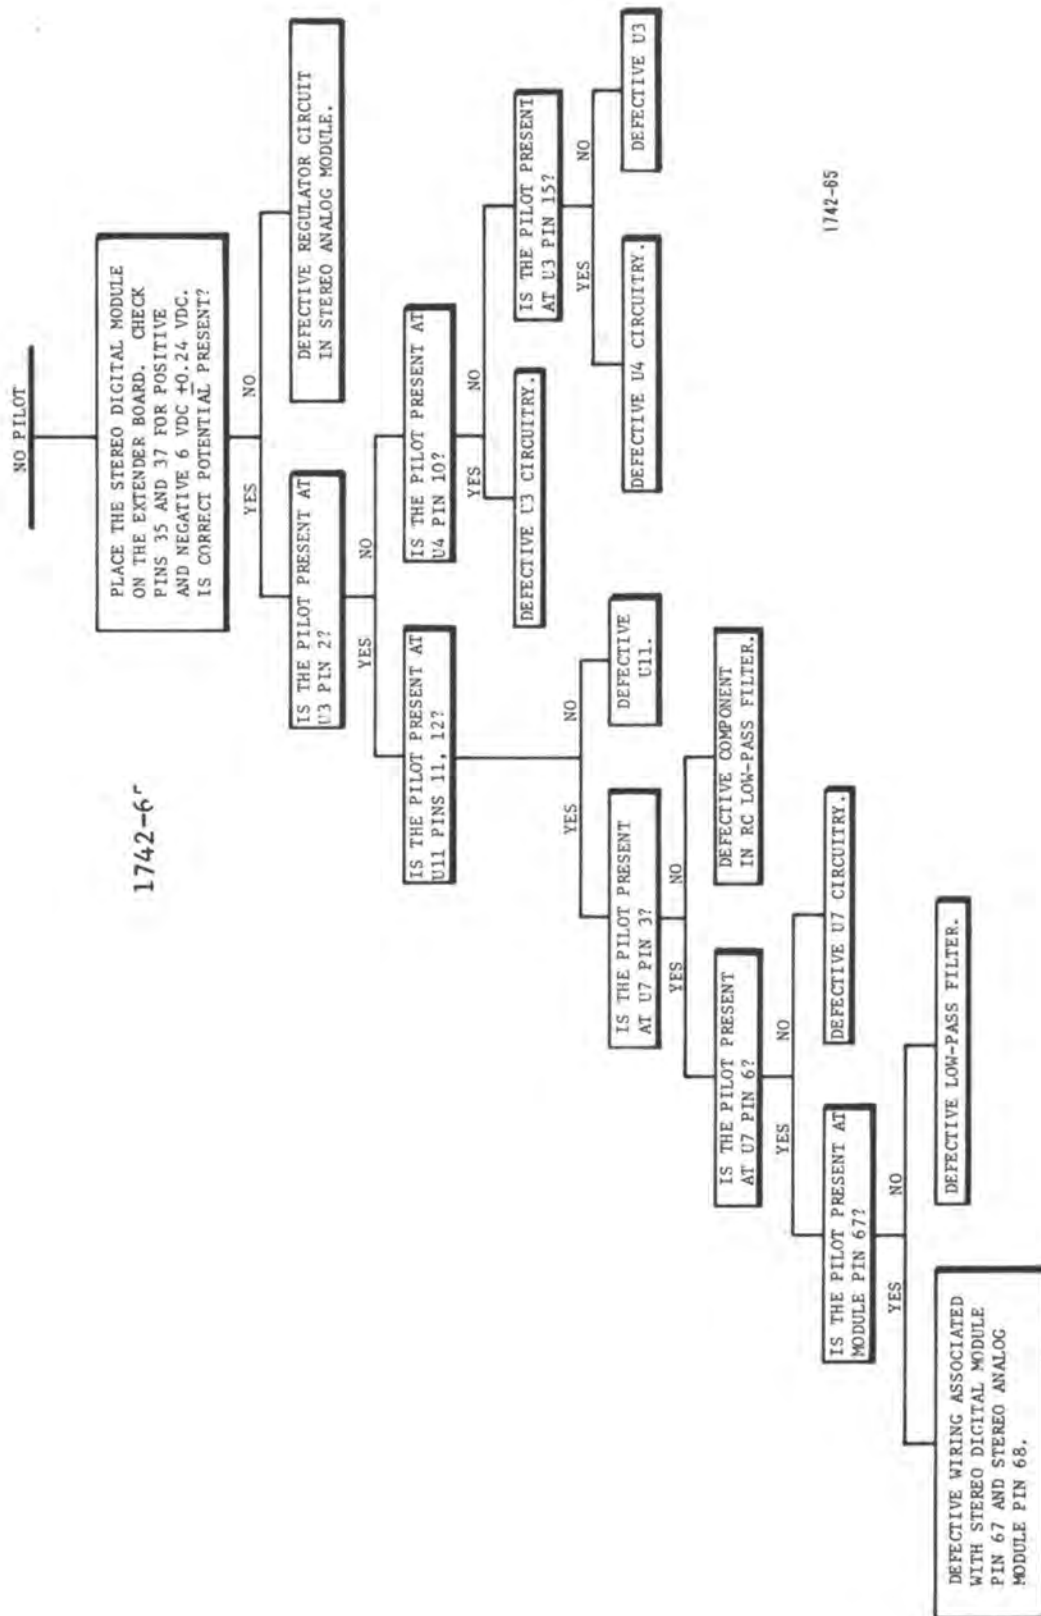 NO PILOT
PLACE THE STEREO DIGITAL MODULE
ON THE EXTENDER BOARD. CHECK
PINS 35 AND 37 FOR POSITIVE
AND NEGATIVE 6 VDC ±0.24 VDC.
IS CORRECT POTENTIAL PRESENT?
YES
NO
IS THE PILOT PRESENT AT
U3 PIN 2?
DEFECTIVE REGULATOR CIRCUIT
IN STEREO ANALOG MODULE.
YES
NO
IS THE PILOT PRESENT AT
U11 PINS 11, 12?
IS THE PILOT PRESENT AT
U4 PIN 10?
YES
NO
DEFECTIVE U3 CIRCUITRY.
IS THE PILOT PRESENT
AT U3 PIN 15?
YES
NO
DEFECTIVE U4 CIRCUITRY.
DEFECTIVE U3
YES
NO
IS THE PILOT PRESENT
AT U7 PIN 3?
DEFECTIVE
U11.
YES
NO
IS THE PILOT PRESENT
AT U7 PIN 6?
DEFECTIVE COMPONENT
IN RC LOW-PASS FILTER.
YES
NO
IS THE PILOT PRESENT AT
MODULE PIN 67?
DEFECTIVE U7 CIRCUITRY.
YES
NO
DEFECTIVE WIRING ASSOCIATED
WITH STEREO DIGITAL MODULE
PIN 67 AND STEREO ANALOG
MODULE PIN 68.
DEFECTIVE LOW-PASS FILTER.
1742-65
1742-6